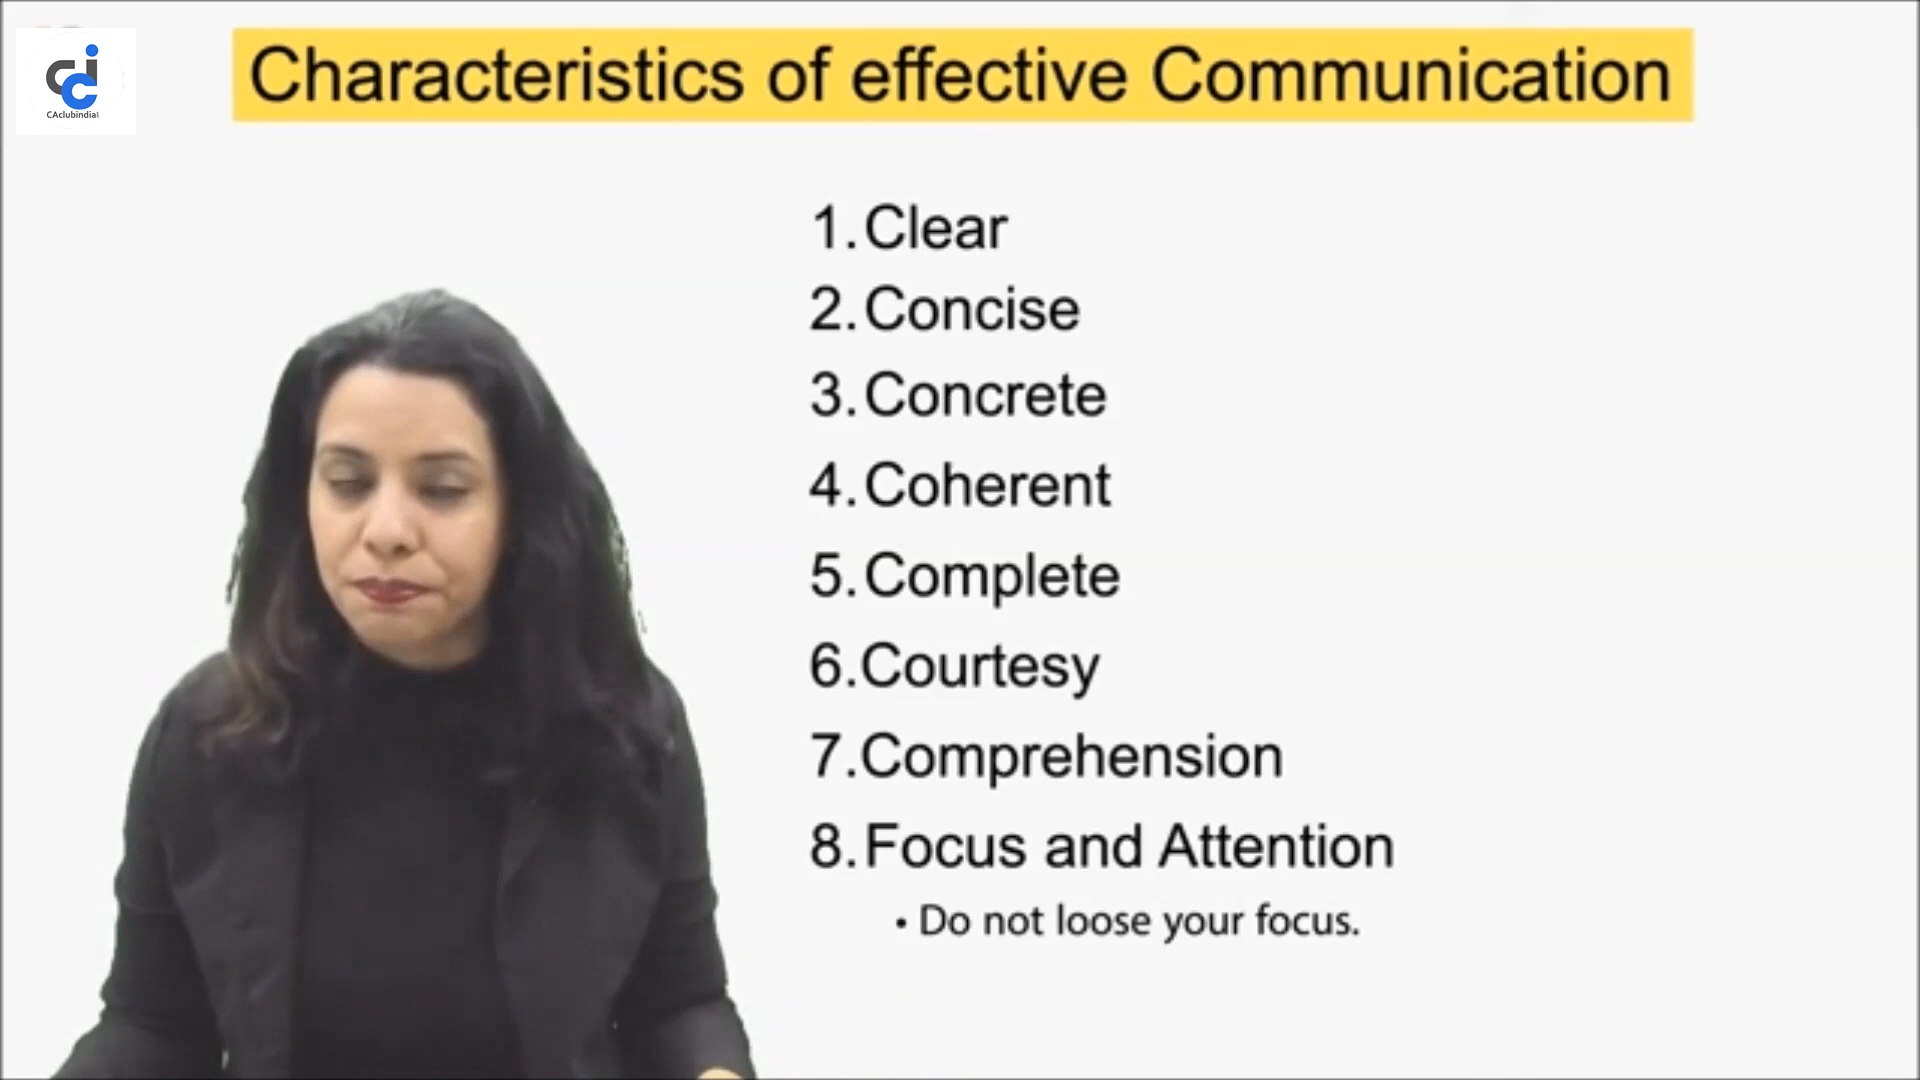 CAclubindia
Characteristics of effective Communication
1. Clear
2. Concise
3. Concrete
4. Coherent
5. Complete
6. Courtesy
7. Comprehension
8. Focus and Attention
• Do not loose your focus.